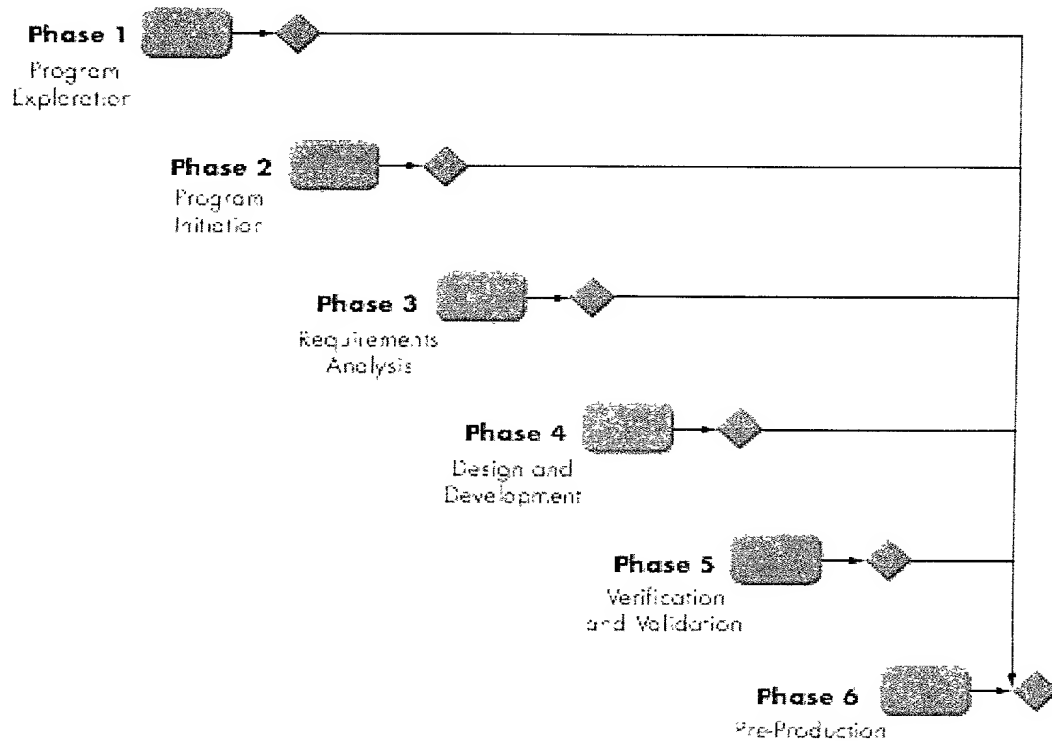 Phase 1
Program
Exploration
Phase 2
Program
Initiation
Phase 3
Requirements
Analysis
Phase 4
Design and
Development
Phase 5
Verification
and Validation
Phase 6
Pre-Production